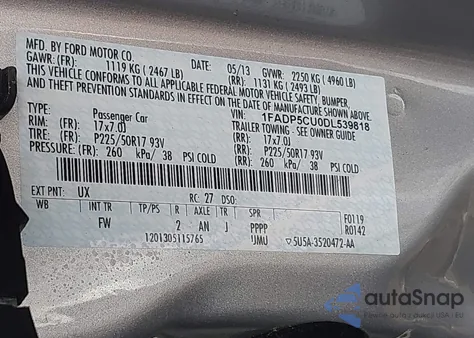 MFD. BY FORD MOTOR CO.
DATE: 05/13 GVWR: 2250 KG ( 4960 LB)
GAWR: (FR): 1119 KG ( 2467 LB) (RR): 1131 KG ( 2493 LB)
THIS VEHICLE CONFORMS TO ALL APPLICABLE FEDERAL MOTOR VEHICLE SAFETY, BUMPER,
AND THEFT PREVENTION STANDARDS IN EFFECT ON THE DATE OF MANUFACTURE SHOWN ABOVE.
VIN: 1FADP5CU0DL539818
TYPE: Passenger Car TRAILER TOWING - SEE OWNER GUIDE
RIM: (FR): 17x7.0J (RR): 17x7.0J
TIRE: (FR): P225/50R17 93V (RR): P225/50R17 93V
PRESSURE: (FR): 260 kPa/ 38 PSI COLD (RR): 260 kPa/ 38 PSI COLD
EXT PNT: UX RC: 27 DSO:
WB INT TR TP/PS R AXLE TR SPR F0119
FW 2 AN J PPPP R0142
1201305115765 UMU 5U5A-3520472-AA
autoSnap